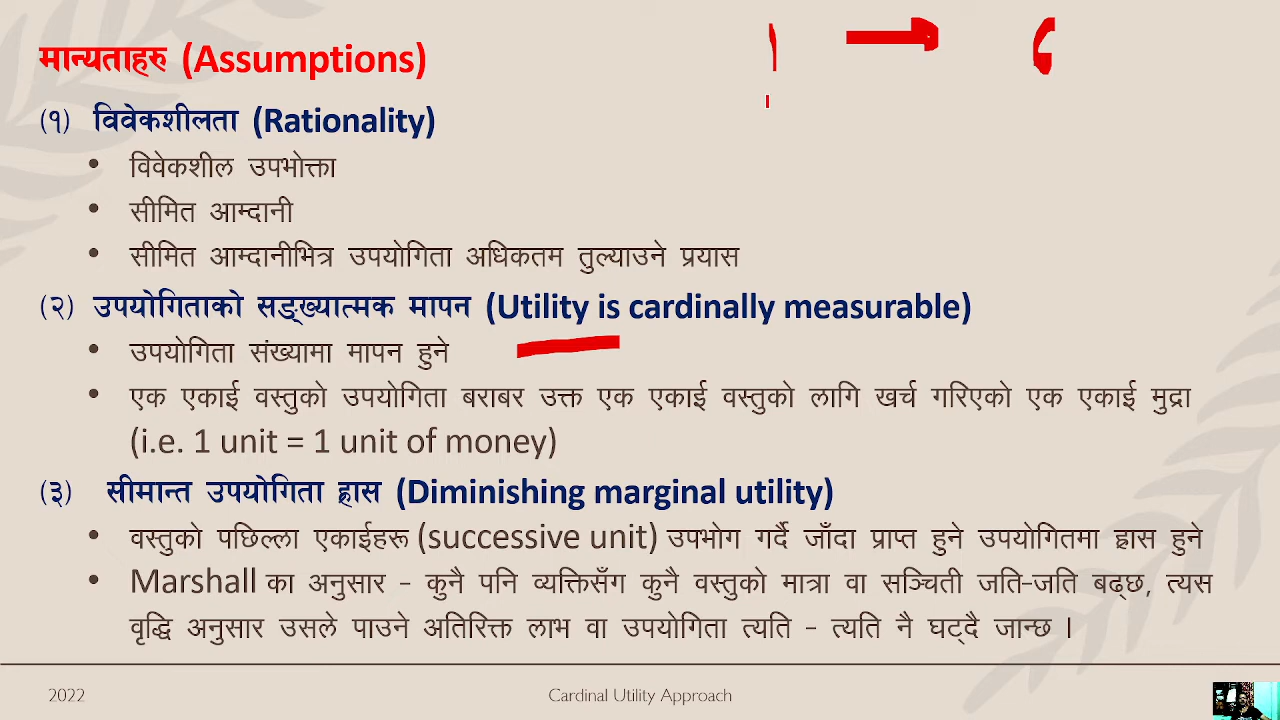 मान्यताहरु (Assumptions)
(१) विवेकशीलता (Rationality)
• विवेकशील उपभोक्ता
• सीमित आम्दानी
• सीमित आम्दानीभित्र उपयोगिता अधिकतम तुल्याउने प्रयास
(२) उपयोगिताको सङ्ख्यात्मक मापन (Utility is cardinally measurable)
• उपयोगिता संख्यामा मापन हुने
• एक एकाई वस्तुको उपयोगिता बराबर उक्त एक एकाई वस्तुको लागि खर्च गरिएको एक एकाई मुद्रा
(i.e. 1 unit = 1 unit of money)
(३) सीमान्त उपयोगिता ह्रास (Diminishing marginal utility)
• वस्तुको पछिल्ला एकाईहरू (successive unit) उपभोग गर्दै जाँदा प्राप्त हुने उपयोगितमा ह्रास हुने
• Marshall का अनुसार – कुनै पनि व्यक्तिसँग कुनै वस्तुको मात्रा वा सञ्चिती जति-जति बढ्छ, त्यस
वृद्धि अनुसार उसले पाउने अतिरिक्त लाभ वा उपयोगिता त्यति – त्यति नै घट्दै जान्छ ।
2022
Cardinal Utility Approach